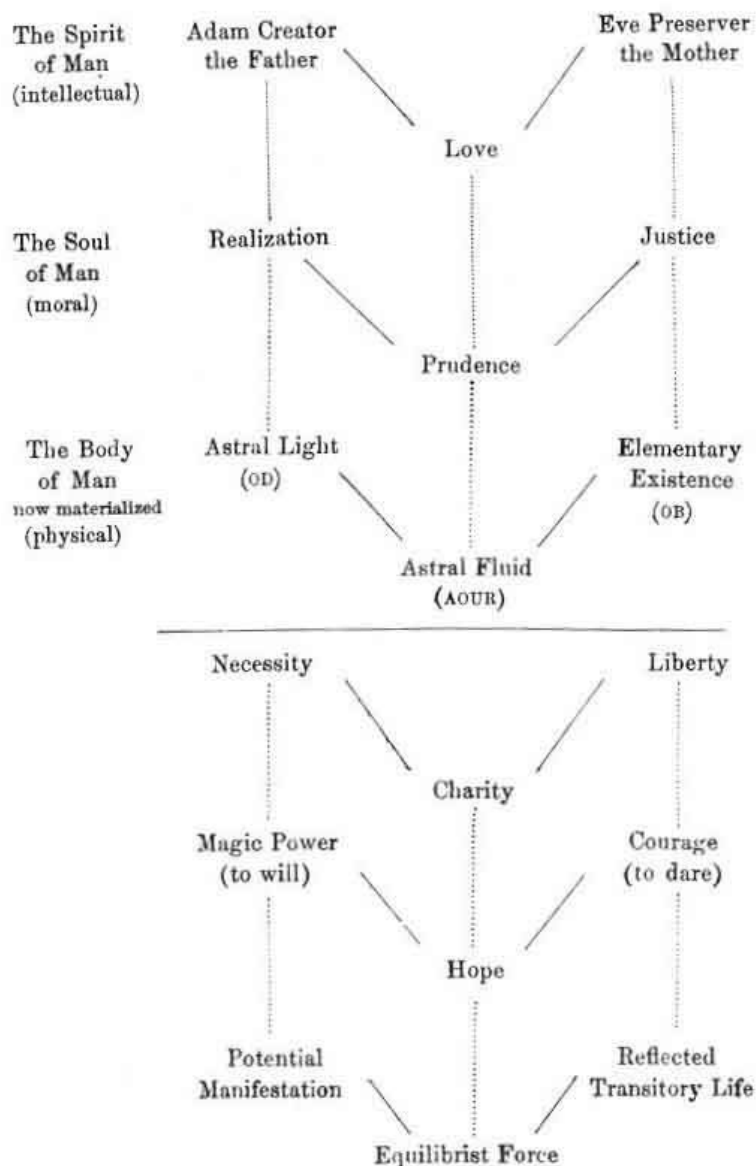 The Spirit
of Man
(intellectual)
Adam Creator
the Father
Eve Preserver
the Mother
Love
The Soul
of Man
(moral)
Realization
Justice
Prudence
The Body
of Man
now materialized
(physical)
Astral Light
(OD)
Elementary
Existence
(OB)
Astral Fluid
(AOUR)
Necessity
Liberty
Charity
Magic Power
(to will)
Courage
(to dare)
Hope
Potential
Manifestation
Reflected
Transitory Life
Equilibrist Force